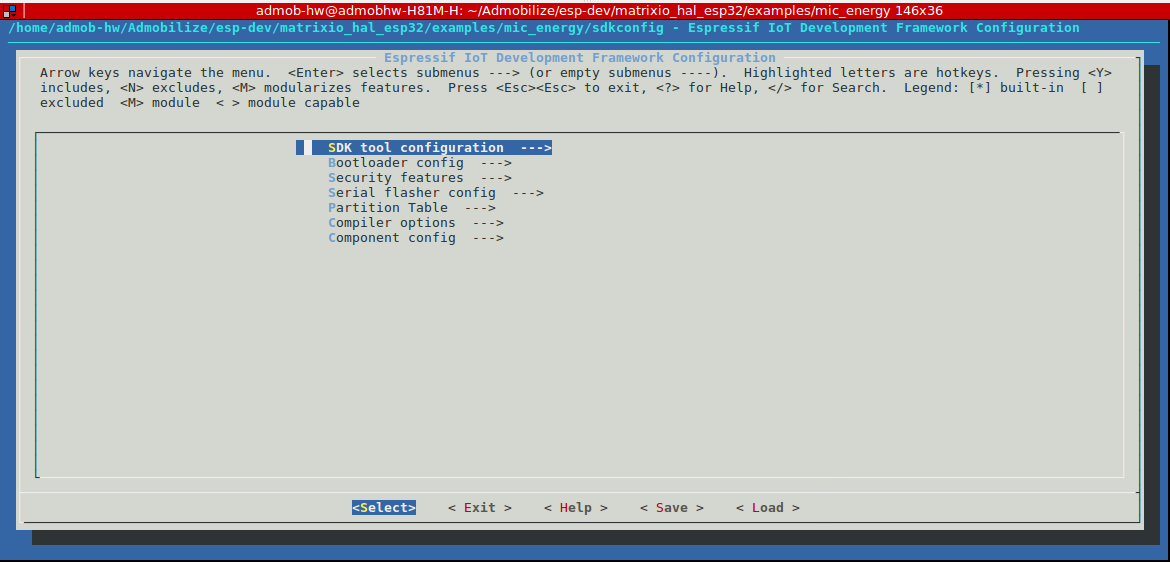 admob-hw@admobhw-H81M-H: ~/Admobilize/esp-dev/matrixio_hal_esp32/examples/mic_energy 146x36
/home/admob-hw/Admobilize/esp-dev/matrixio_hal_esp32/examples/mic_energy/sdkconfig - Espressif IoT Development Framework Configuration
Espressif IoT Development Framework Configuration
Arrow keys navigate the menu.  <Enter> selects submenus ---> (or empty submenus ----).  Highlighted letters are hotkeys.  Pressing <Y>
includes, <N> excludes, <M> modularizes features.  Press <Esc><Esc> to exit, <?> for Help, </> for Search.  Legend: [*] built-in  [ ]
excluded  <M> module  < > module capable
SDK tool configuration  --->
Bootloader config  --->
Security features  --->
Serial flasher config  --->
Partition Table  --->
Compiler options  --->
Component config  --->
<Select>    < Exit >    < Help >    < Save >    < Load >